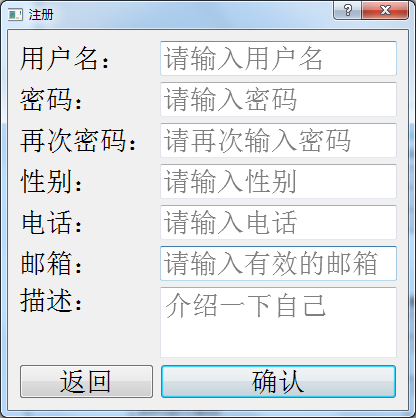 注册
用户名： 请输入用户名
密码： 请输入密码
再次密码： 请再次输入密码
性别： 请输入性别
电话： 请输入电话
邮箱： 请输入有效的邮箱
描述： 介绍一下自己
返回 确认